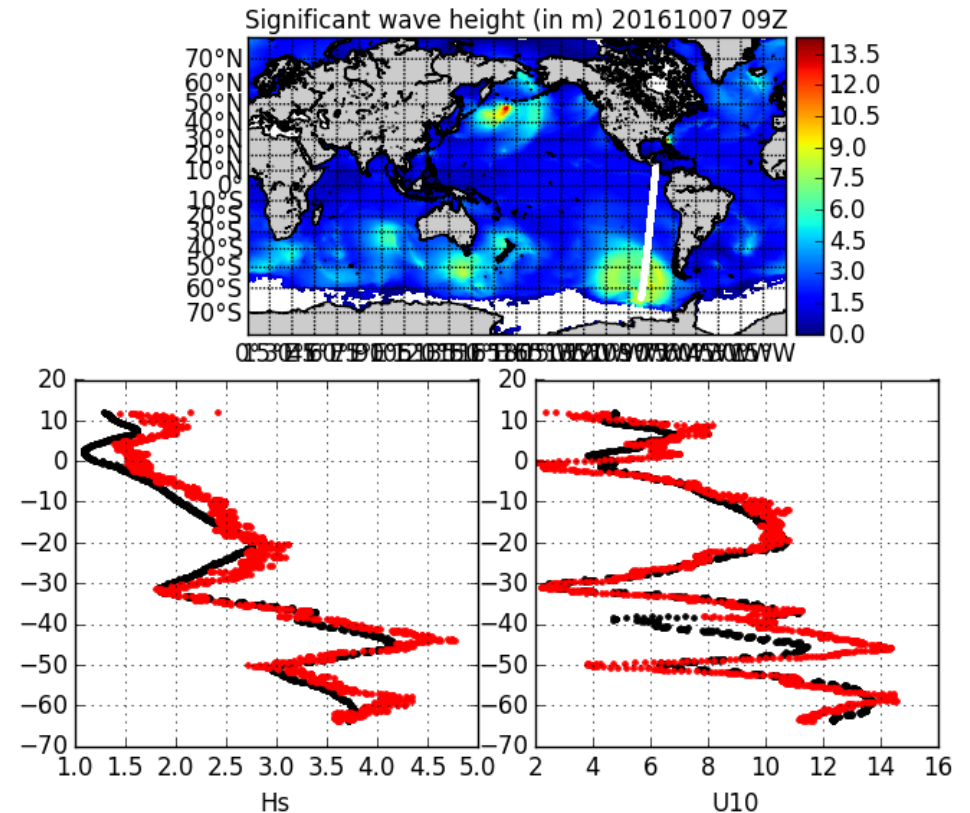 Significant wave height (in m) 20161007 09Z
70°N
60°N
50°N
40°N
30°N
20°N
10°N
0°
10°S
20°S
30°S
40°S
50°S
60°S
70°S
13.5
12.0
10.5
9.0
7.5
6.0
4.5
3.0
1.5
0.0
20
10
0
−10
−20
−30
−40
−50
−60
−70
1.0 1.5 2.0 2.5 3.0 3.5 4.0 4.5 5.0
Hs
20
10
0
−10
−20
−30
−40
−50
−60
−70
2 4 6 8 10 12 14 16
U10